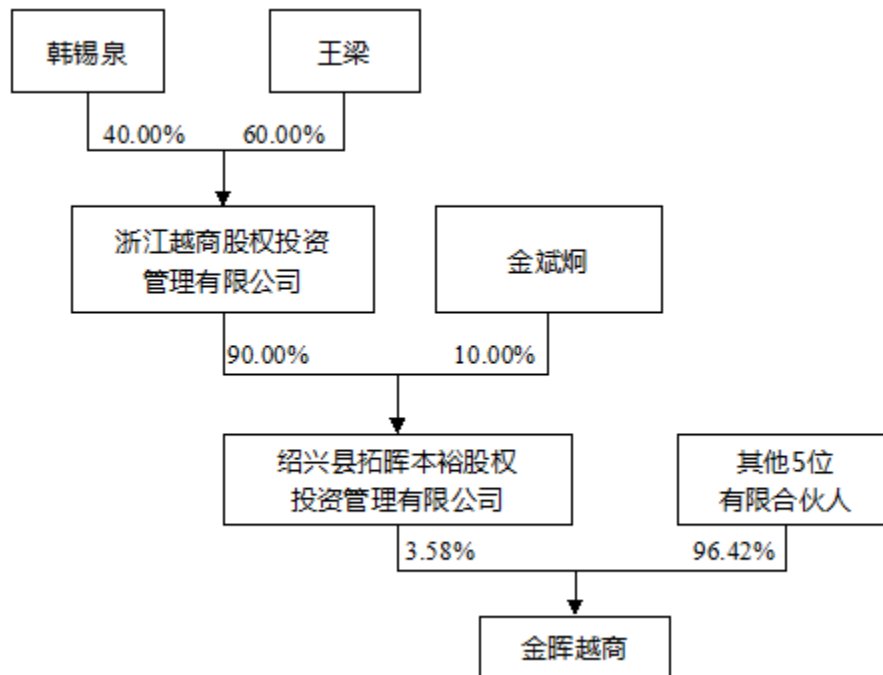 韩锡泉
王梁
40.00%
60.00%
浙江越商股权投资
管理有限公司
金斌炯
90.00%
10.00%
绍兴县拓晖本裕股权
投资管理有限公司
其他5位
有限合伙人
3.58%
96.42%
金晖越商